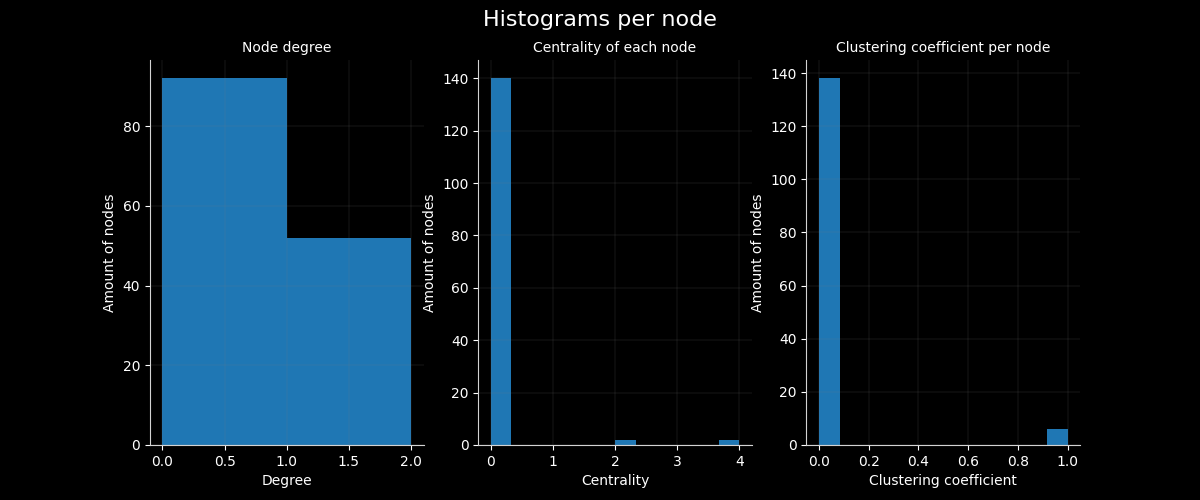 Histograms per node
Node degree
Amount of nodes
0
20
40
60
80
0.0 0.5 1.0 1.5 2.0
Degree
Centrality of each node
Amount of nodes
0
20
40
60
80
100
120
140
0 1 2 3 4
Centrality
Clustering coefficient per node
Amount of nodes
0
20
40
60
80
100
120
140
0.0 0.2 0.4 0.6 0.8 1.0
Clustering coefficient